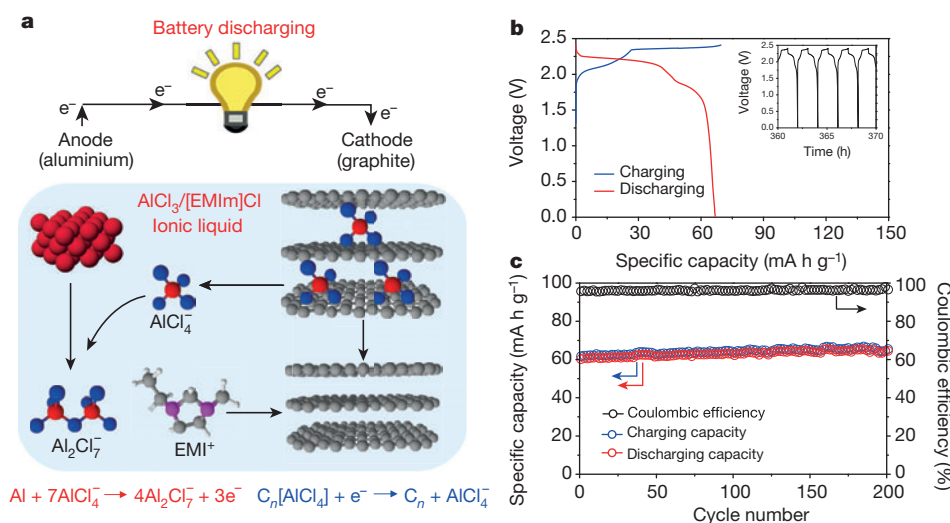 a
Battery discharging
e⁻ e⁻ e⁻ e⁻
Anode
(aluminium)
Cathode
(graphite)
AlCl₃/[EMIm]Cl
Ionic liquid
AlCl₄⁻
Al₂Cl₇⁻
EMI⁺
Al + 7AlCl₄⁻ → 4Al₂Cl₇⁻ + 3e⁻
Cₙ[AlCl₄] + e⁻ → Cₙ + AlCl₄⁻
b
Voltage (V)
2.5
2.0
1.5
1.0
0.5
0.0
Charging
Discharging
Voltage (V)
2.5
2.0
1.5
1.0
0.5
0.0
360 365 370
Time (h)
0 30 60 90 120 150
Specific capacity (mA h g⁻¹)
c
Specific capacity (mA h g⁻¹)
100
80
60
40
20
0
Coulombic efficiency
Charging capacity
Discharging capacity
100
80
60
40
20
0
Coulombic efficiency (%)
0 50 100 150 200
Cycle number